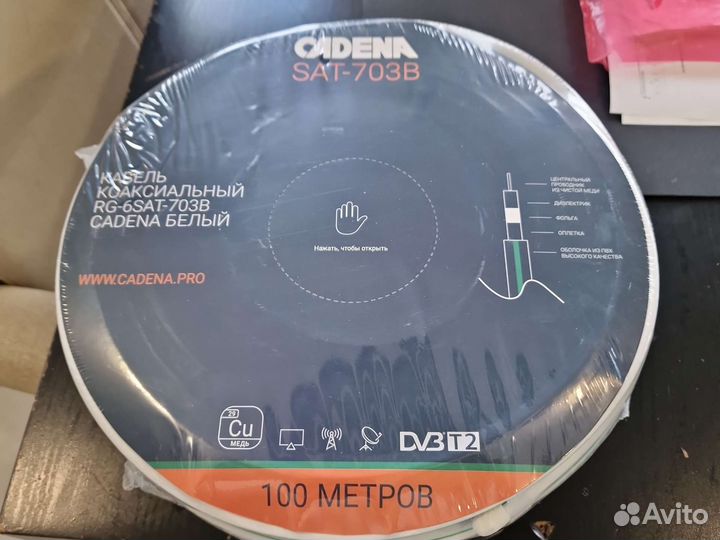 CADENA
SAT-703B
КАБЕЛЬ
КОАКСИАЛЬНЫЙ
RG-6SAT-703B
CADENA БЕЛЫЙ
WWW.CADENA.PRO
Нажать, чтобы открыть
ЦЕНТРАЛЬНЫЙ
ПРОВОДНИК
ИЗ ЧИСТОЙ МЕДИ
ДИЭЛЕКТРИК
ФОЛЬГА
ОПЛЕТКА
ОБОЛОЧКА ИЗ ПВХ
ВЫСОКОГО КАЧЕСТВА
29
Cu
МЕДЬ
DVB T2
100 МЕТРОВ
Avito